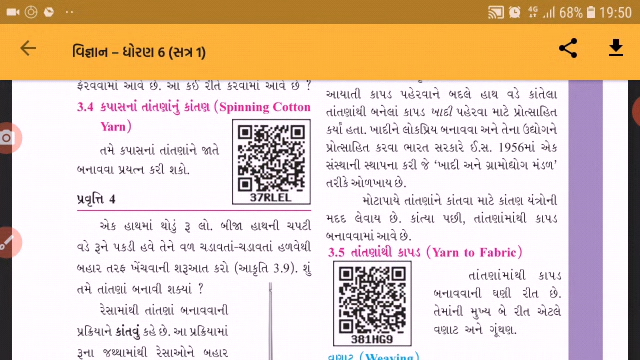 19:50
4G
68%
વિજ્ઞાન – ધોરણ 6 (સત્ર 1)
ફેરવવામાં આવે છે. આ કઈ રીતે કરવામાં આવે છે ?
3.4 કપાસનાં તાંતણાંનું કાંતણ (Spinning Cotton
Yarn)
તમે કપાસનાં તાંતણાંને જાતે
બનાવવા પ્રયત્ન કરી શકો.
37RLEL
પ્રવૃત્તિ 4
એક હાથમાં થોડું રૂ લો. બીજા હાથની ચપટી
વડે રૂને પકડી હવે તેને વળ ચડાવતાં-ચડાવતાં હળવેથી
બહાર તરફ ખેંચવાની શરૂઆત કરો (આકૃતિ 3.9). શું
તમે તાંતણાં બનાવી શક્યાં ?
રેસામાંથી તાંતણાં બનાવવાની
પ્રક્રિયાને કાંતવું કહે છે. આ પ્રક્રિયામાં
રૂના જથ્થામાંથી રેસાઓને બહાર
આયાતી કાપડ પહેરવાને બદલે હાથ વડે કાંતેલા
તાંતણાંથી બનેલાં કાપડ ખાદી પહેરવા માટે પ્રોત્સાહિત
કર્યાં હતા. ખાદીને લોકપ્રિય બનાવવા અને તેના ઉદ્યોગને
પ્રોત્સાહિત કરવા ભારત સરકારે ઈ.સ. 1956માં એક
સંસ્થાની સ્થાપના કરી જે ‘ખાદી અને ગ્રામોદ્યોગ મંડળ’
તરીકે ઓળખાય છે.
મોટાપાયે તાંતણાંને કાંતવા માટે કાંતણ યંત્રોની
મદદ લેવાય છે. કાંત્યા પછી, તાંતણાંમાંથી કાપડ
બનાવવામાં આવે છે.
3.5 તાંતણાંથી કાપડ (Yarn to Fabric)
તાંતણાંમાંથી કાપડ
બનાવવાની ઘણી રીત છે.
તેમાંની મુખ્ય બે રીત એટલે
વણાટ અને ગૂંથણ.
381HG9
વણાટ (Weaving)